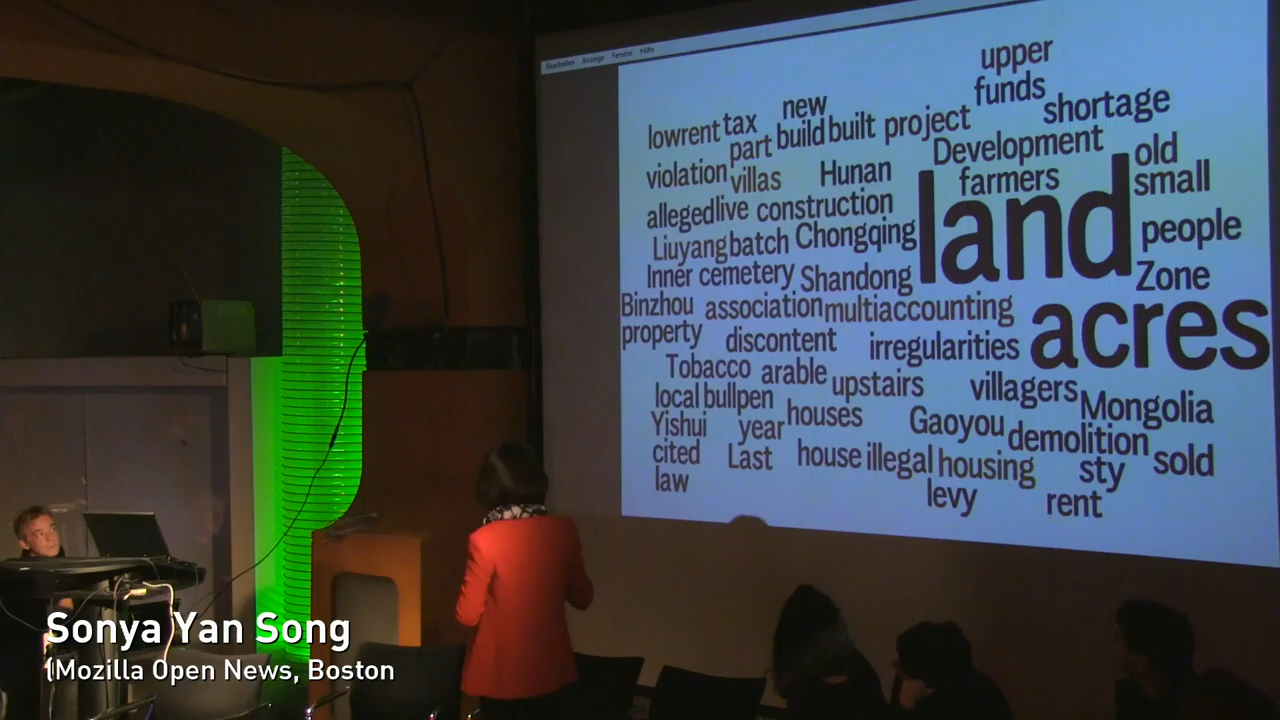 Bearbeiten Anzeige Fenster Hilfe
upper
funds
new
shortage
lowrent tax
part build built project
Development
old
violation villas Hunan
farmers
small
land
alleged live construction
people
Liuyang batch Chongqing
Inner cemetery Shandong
Zone
Binzhou association multiaccounting
acres
property discontent irregularities
Tobacco arable upstairs villagers
local bullpen houses Mongolia
Yishui year Gaoyou demolition
cited Last house illegal housing sty sold
law levy rent
Sonya Yan Song
(Mozilla Open News, Boston